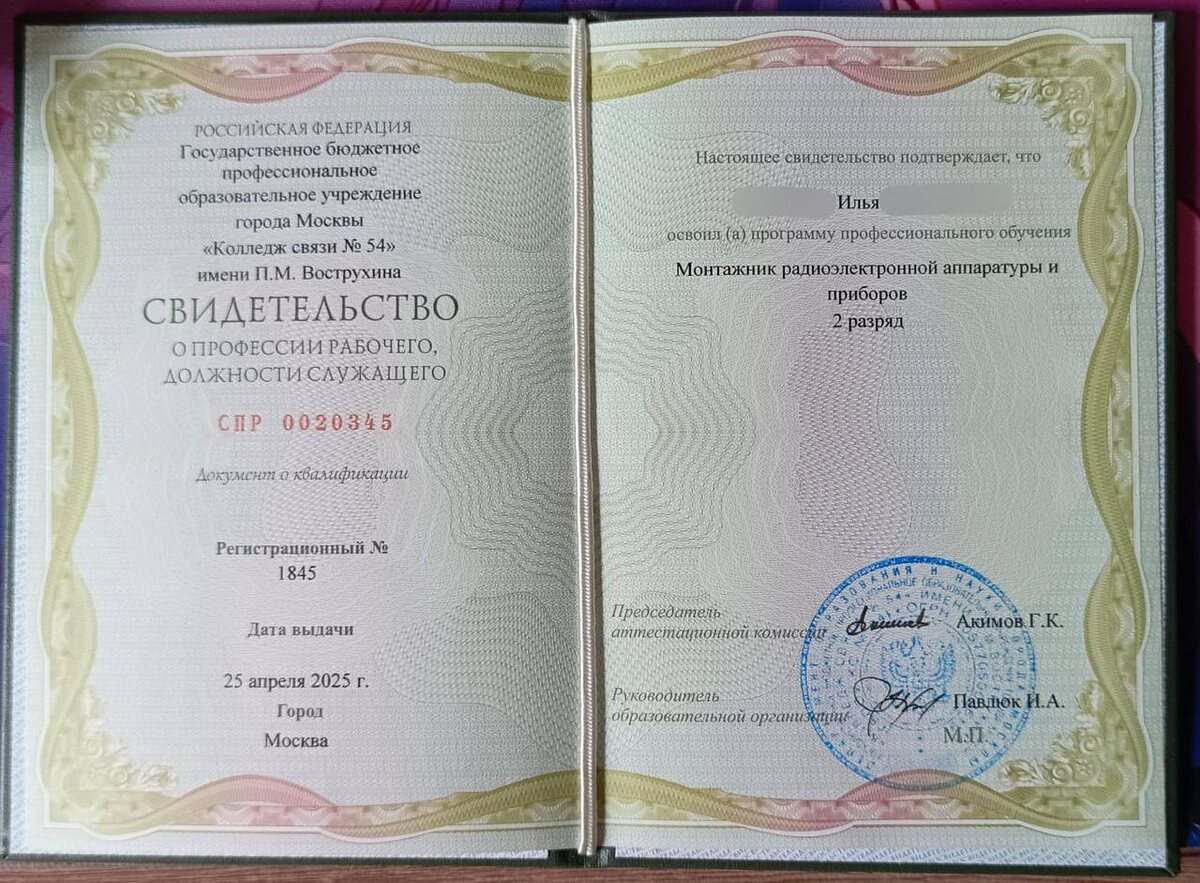 РОССИЙСКАЯ ФЕДЕРАЦИЯ
Государственное бюджетное
профессиональное
образовательное учреждение
города Москвы
«Колледж связи № 54»
имени П.М. Вострухина
СВИДЕТЕЛЬСТВО
О ПРОФЕССИИ РАБОЧЕГО,
ДОЛЖНОСТИ СЛУЖАЩЕГО
СПР 0020345
Документ о квалификации
Регистрационный №
1845
Дата выдачи
25 апреля 2025 г.
Город
Москва
Настоящее свидетельство подтверждает, что
Илья
освоил (а) программу профессионального обучения
Монтажник радиоэлектронной аппаратуры и
приборов
2 разряд
Председатель
аттестационной комиссии
Акимов Г.К.
Руководитель
образовательной организации
Павлюк И.А.
М.П.